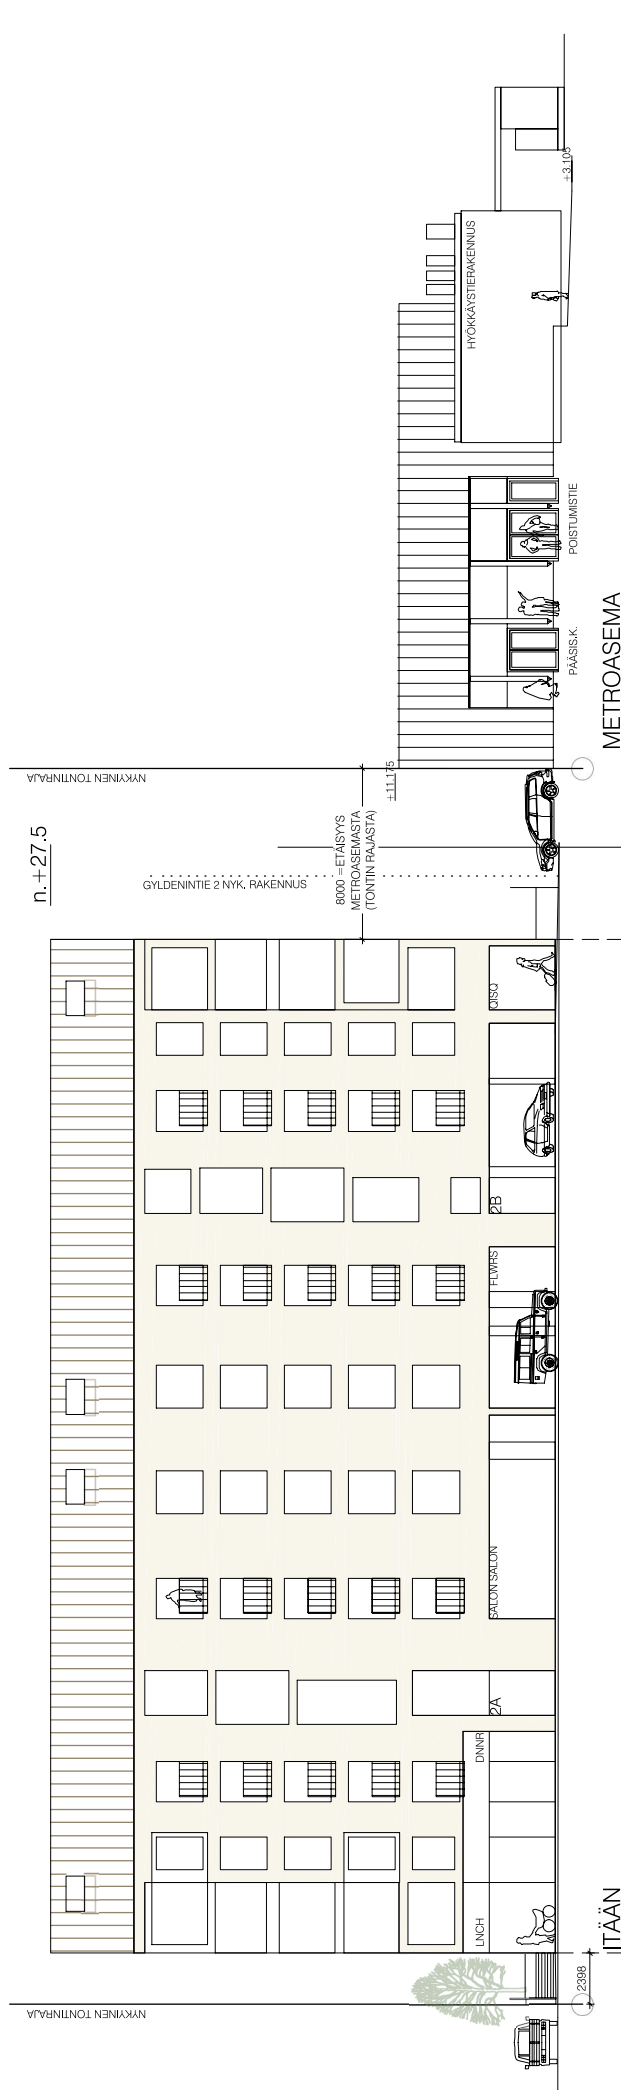 NYKYINEN TONTINRAJA
n.+27.5
NYKYINEN TONTINRAJA
GYLDENINTIE 2 NYK. RAKENNUS
8000 = ETÄISYYS
METROASEMASTA
(TONTIN RAJASTA)
+11.175
HYÖKKÄYSTIERAKENNUS
+3.105
LNCH
DNNR
2A
SALON SALON
FLWRS
2B
QISQ
PÄÄSIS.K.
POISTUMISTIE
2398
ITÄÄN
METROASEMA